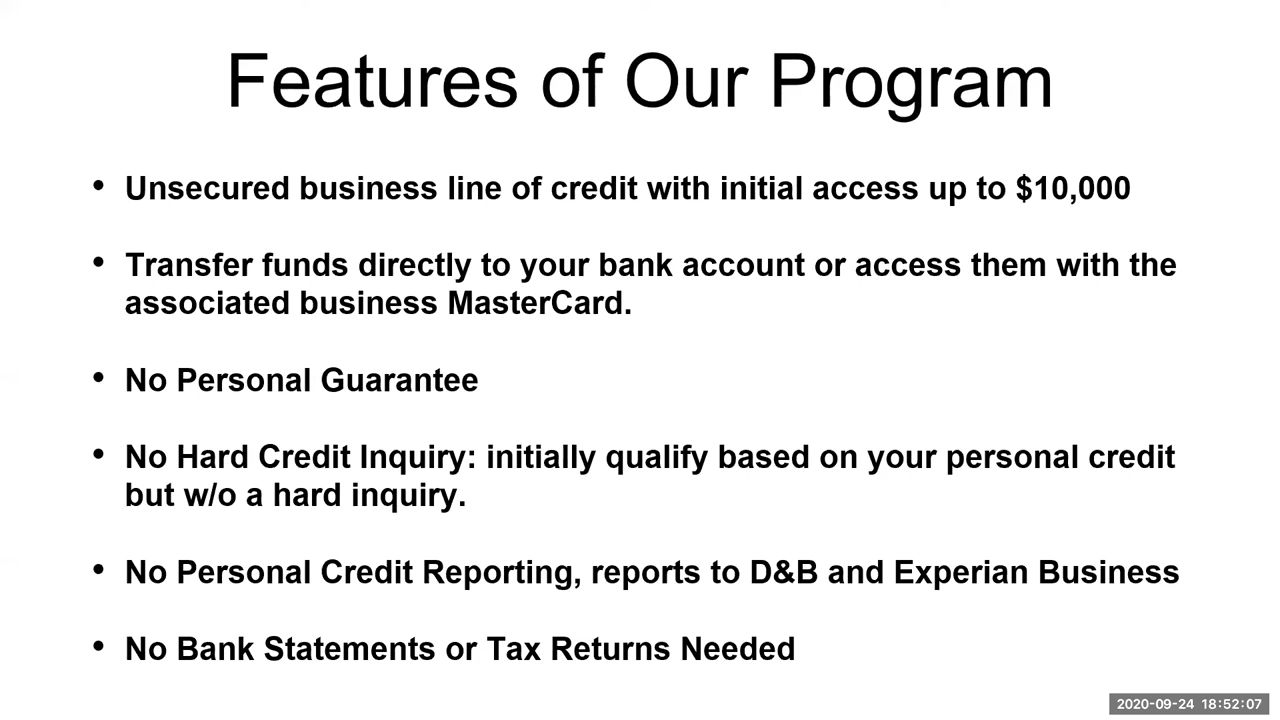 Features of Our Program
• Unsecured business line of credit with initial access up to $10,000
• Transfer funds directly to your bank account or access them with the
associated business MasterCard.
• No Personal Guarantee
• No Hard Credit Inquiry: initially qualify based on your personal credit
but w/o a hard inquiry.
• No Personal Credit Reporting, reports to D&B and Experian Business
• No Bank Statements or Tax Returns Needed
2020-09-24 18:52:07